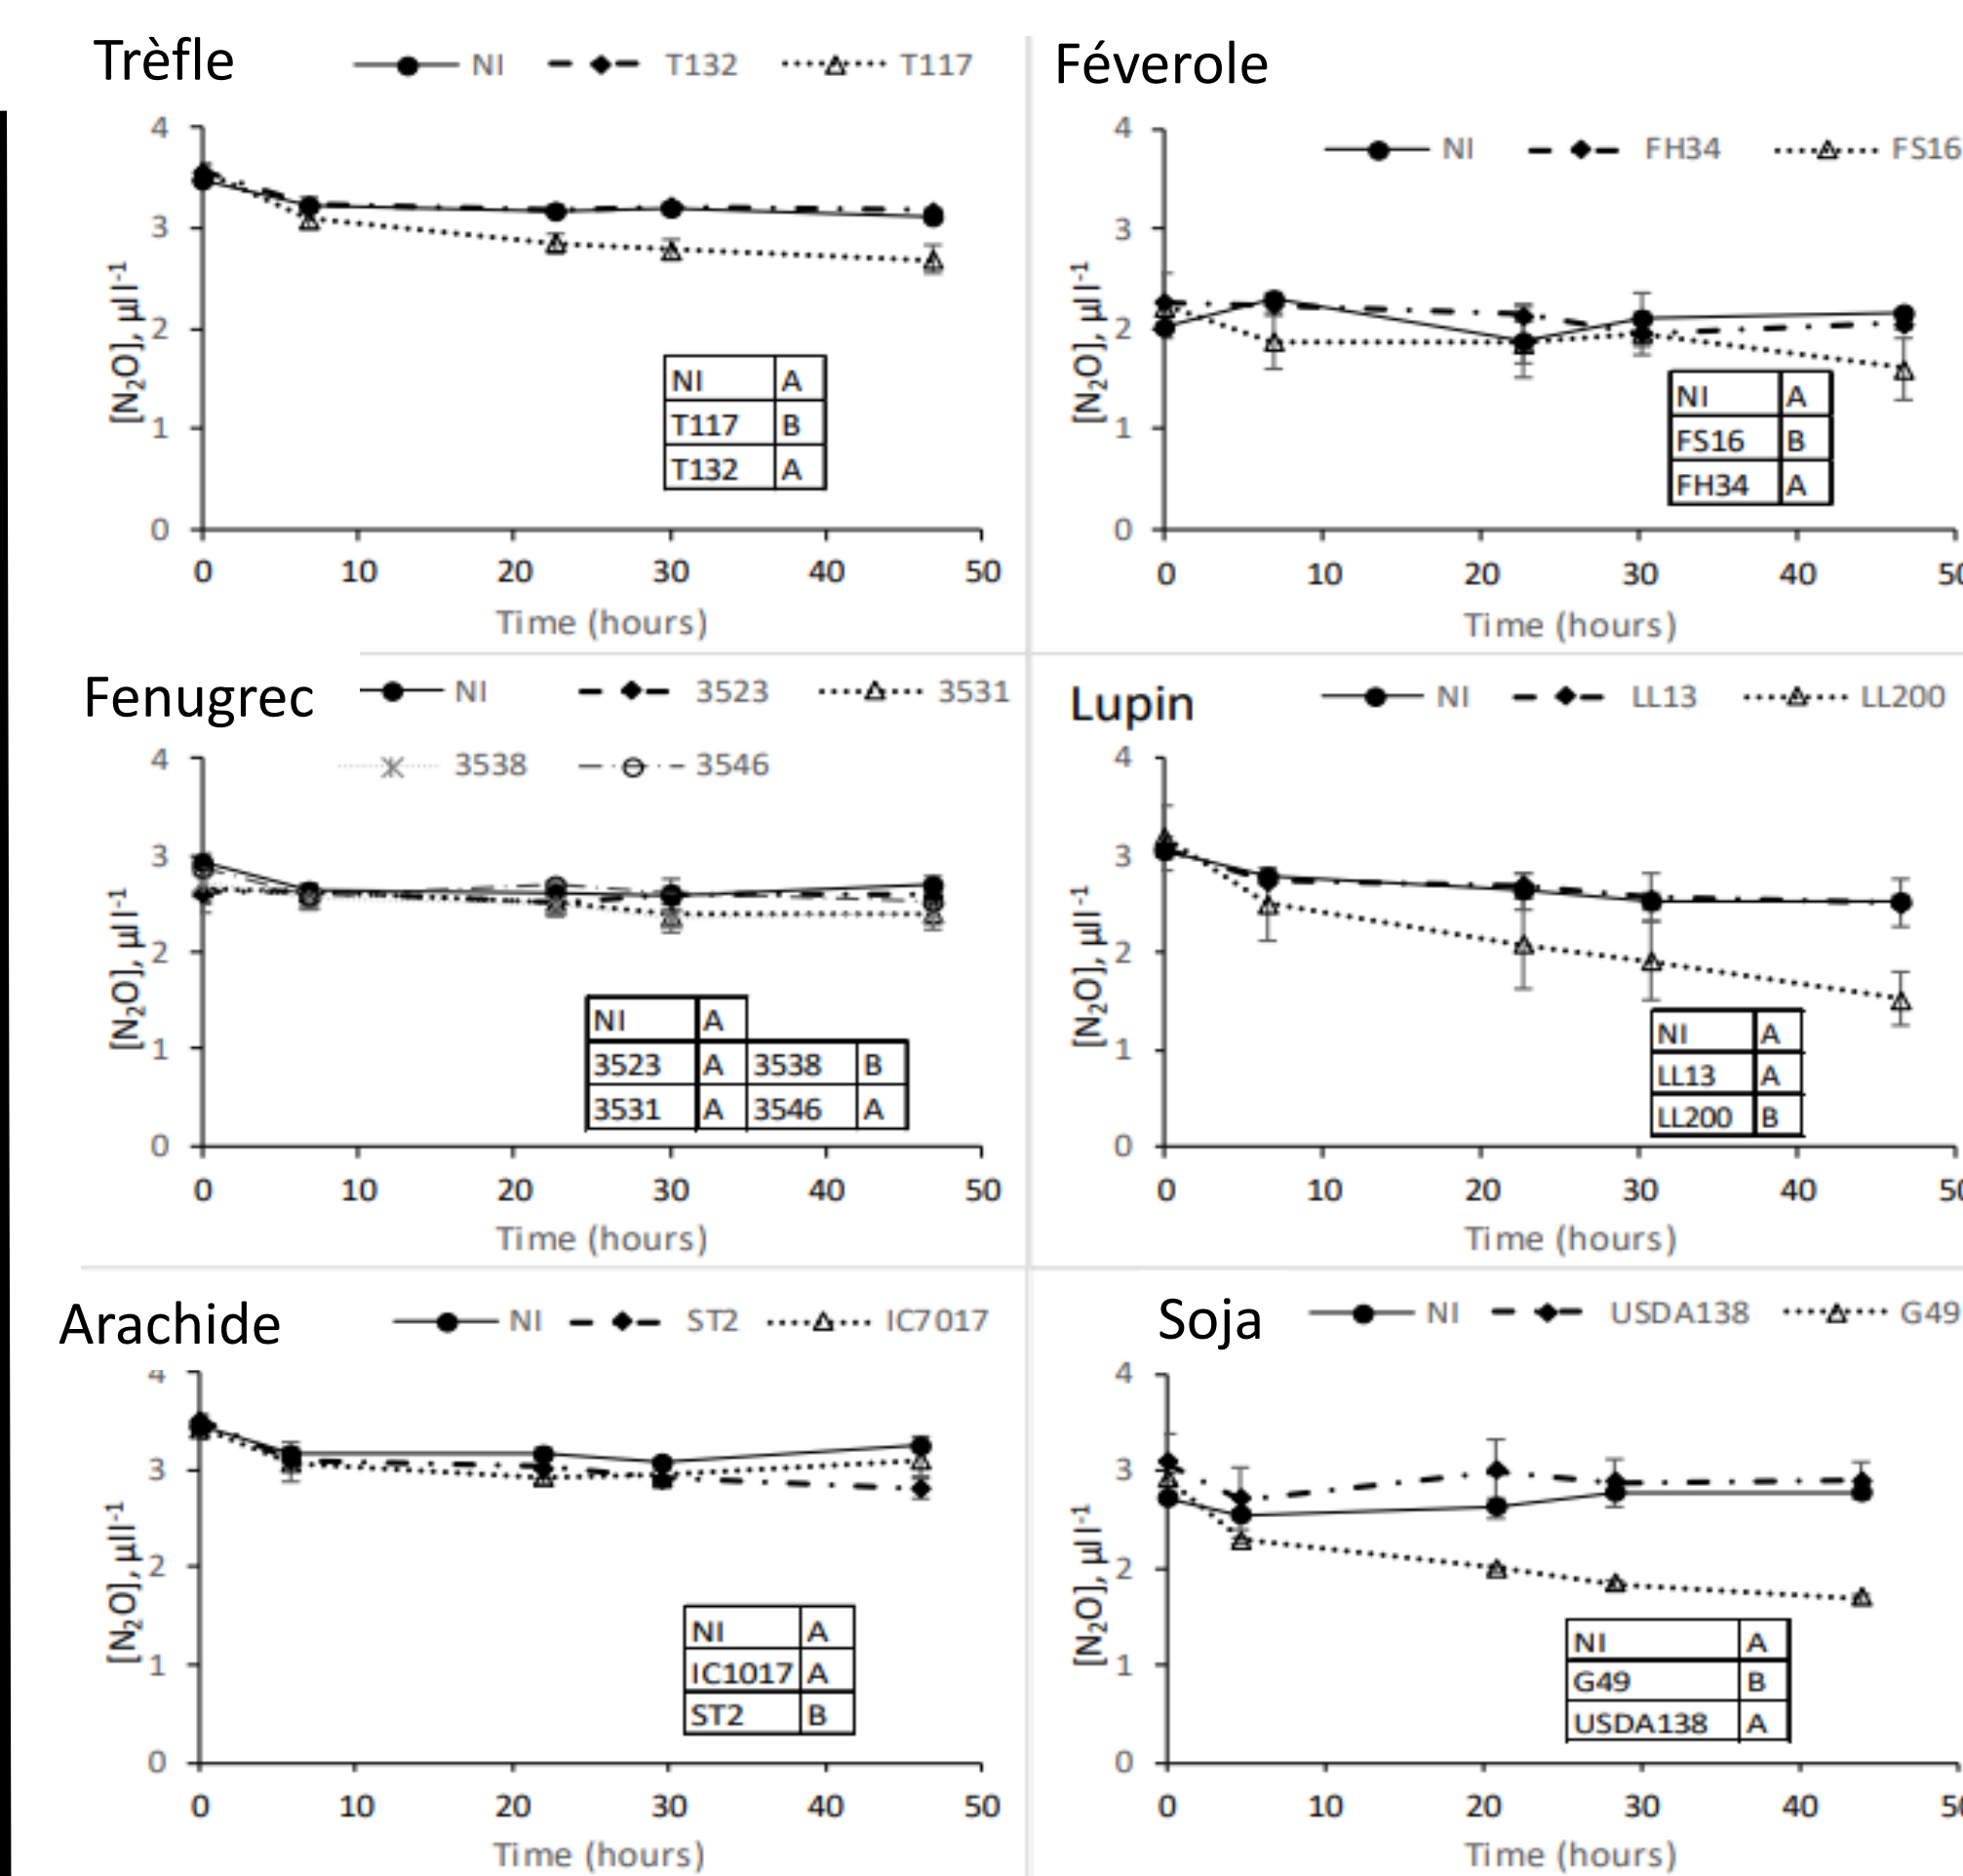 Trèfle
NI T132 T117
4
3
2
1
0
[N₂O], µl l⁻¹
NI A
T117 B
T132 A
0 10 20 30 40 50
Time (hours)
Féverole
NI FH34 FS16
4
3
2
1
0
[N₂O], µl l⁻¹
NI A
FS16 B
FH34 A
0 10 20 30 40 50
Time (hours)
Fenugrec
NI 3523 3531
3538 3546
4
3
2
1
0
[N₂O], µl l⁻¹
NI A
3523 A 3538 B
3531 A 3546 A
0 10 20 30 40 50
Time (hours)
Lupin
NI LL13 LL200
4
3
2
1
0
[N₂O], µl l⁻¹
NI A
LL13 A
LL200 B
0 10 20 30 40 50
Time (hours)
Arachide
NI ST2 IC7017
4
3
2
1
0
[N₂O], µl l⁻¹
NI A
IC1017 A
ST2 B
0 10 20 30 40 50
Time (hours)
Soja
NI USDA138 G49
4
3
2
1
0
[N₂O], µl l⁻¹
NI A
G49 B
USDA138 A
0 10 20 30 40 50
Time (hours)